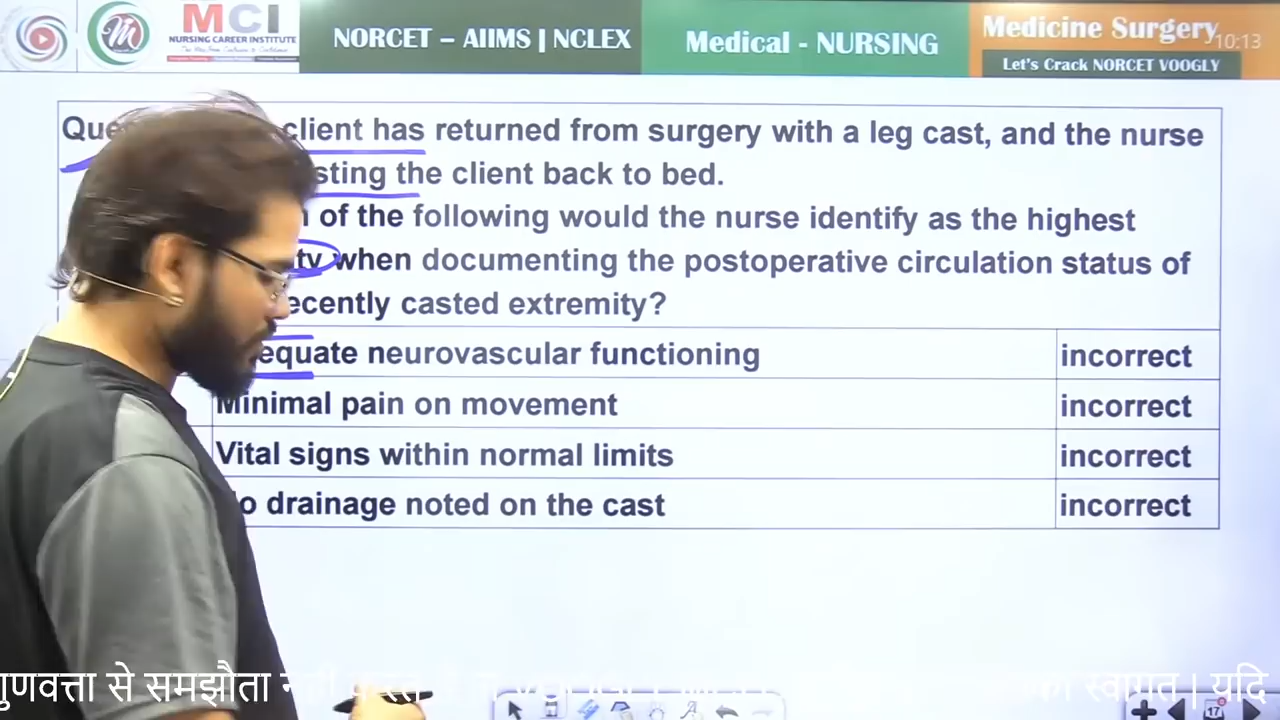 MCI
NURSING CAREER INSTITUTE
NORCET – AIIMS | NCLEX
Medical - NURSING
Medicine Surgery
10:13
Let's Crack NORCET VOOGLY
client has returned from surgery with a leg cast, and the nurse
the client back to bed.
of the following would the nurse identify as the highest
when documenting the postoperative circulation status of
casted extremity?
neurovascular functioning incorrect
Minimal pain on movement incorrect
Vital signs within normal limits incorrect
drainage noted on the cast incorrect
गुणवत्ता से समझौता
स्वागत | यदि
17